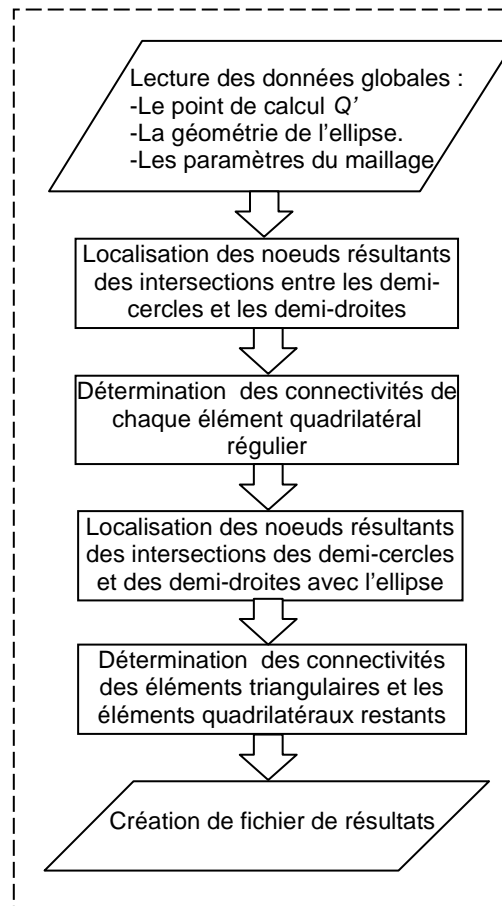 Lecture des données globales :
-Le point de calcul Q’
-La géométrie de l’ellipse.
-Les paramètres du maillage
Localisation des noeuds résultants
des intersections entre les demi-
cercles et les demi-droites
Détermination des connectivités de
chaque élément quadrilatéral
régulier
Localisation des noeuds résultants
des intersections des demi-cercles
et des demi-droites avec l’ellipse
Détermination des connectivités
des éléments triangulaires et les
éléments quadrilatéraux restants
Création de fichier de résultats